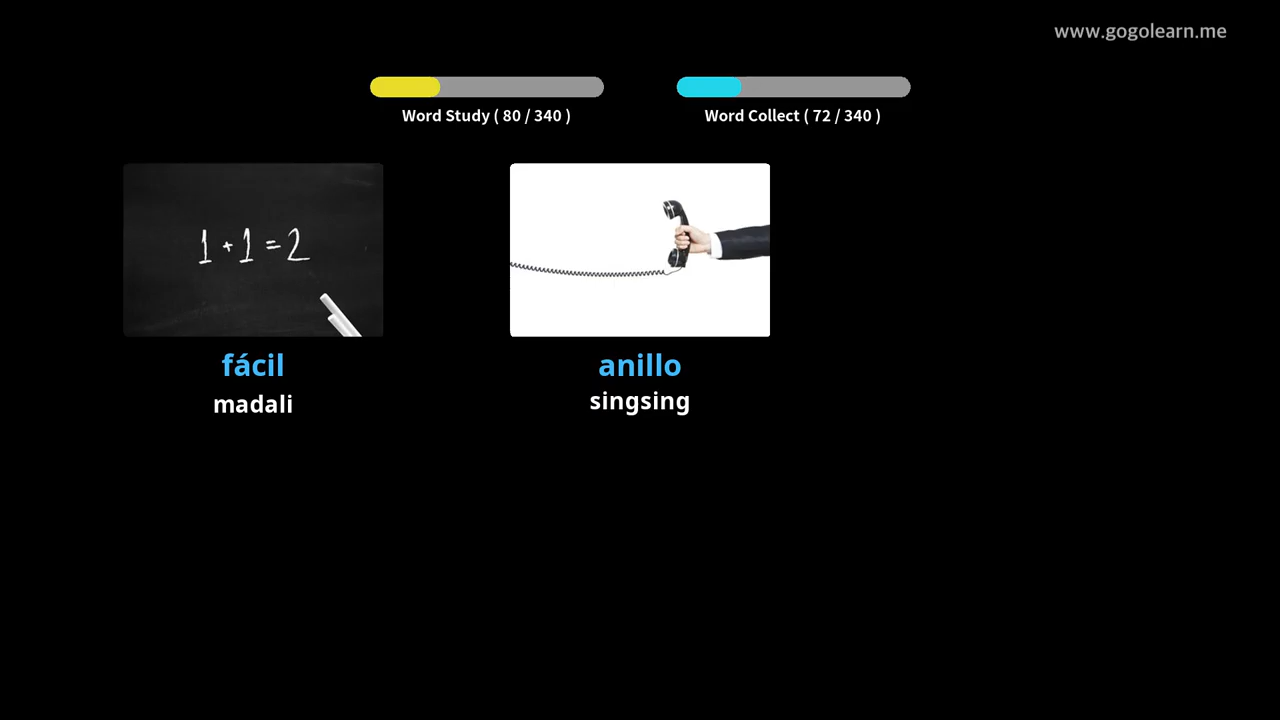 www.gogolearn.me
Word Study ( 80 / 340 )
Word Collect ( 72 / 340 )
1 + 1 = 2
fácil
madali
anillo
singsing